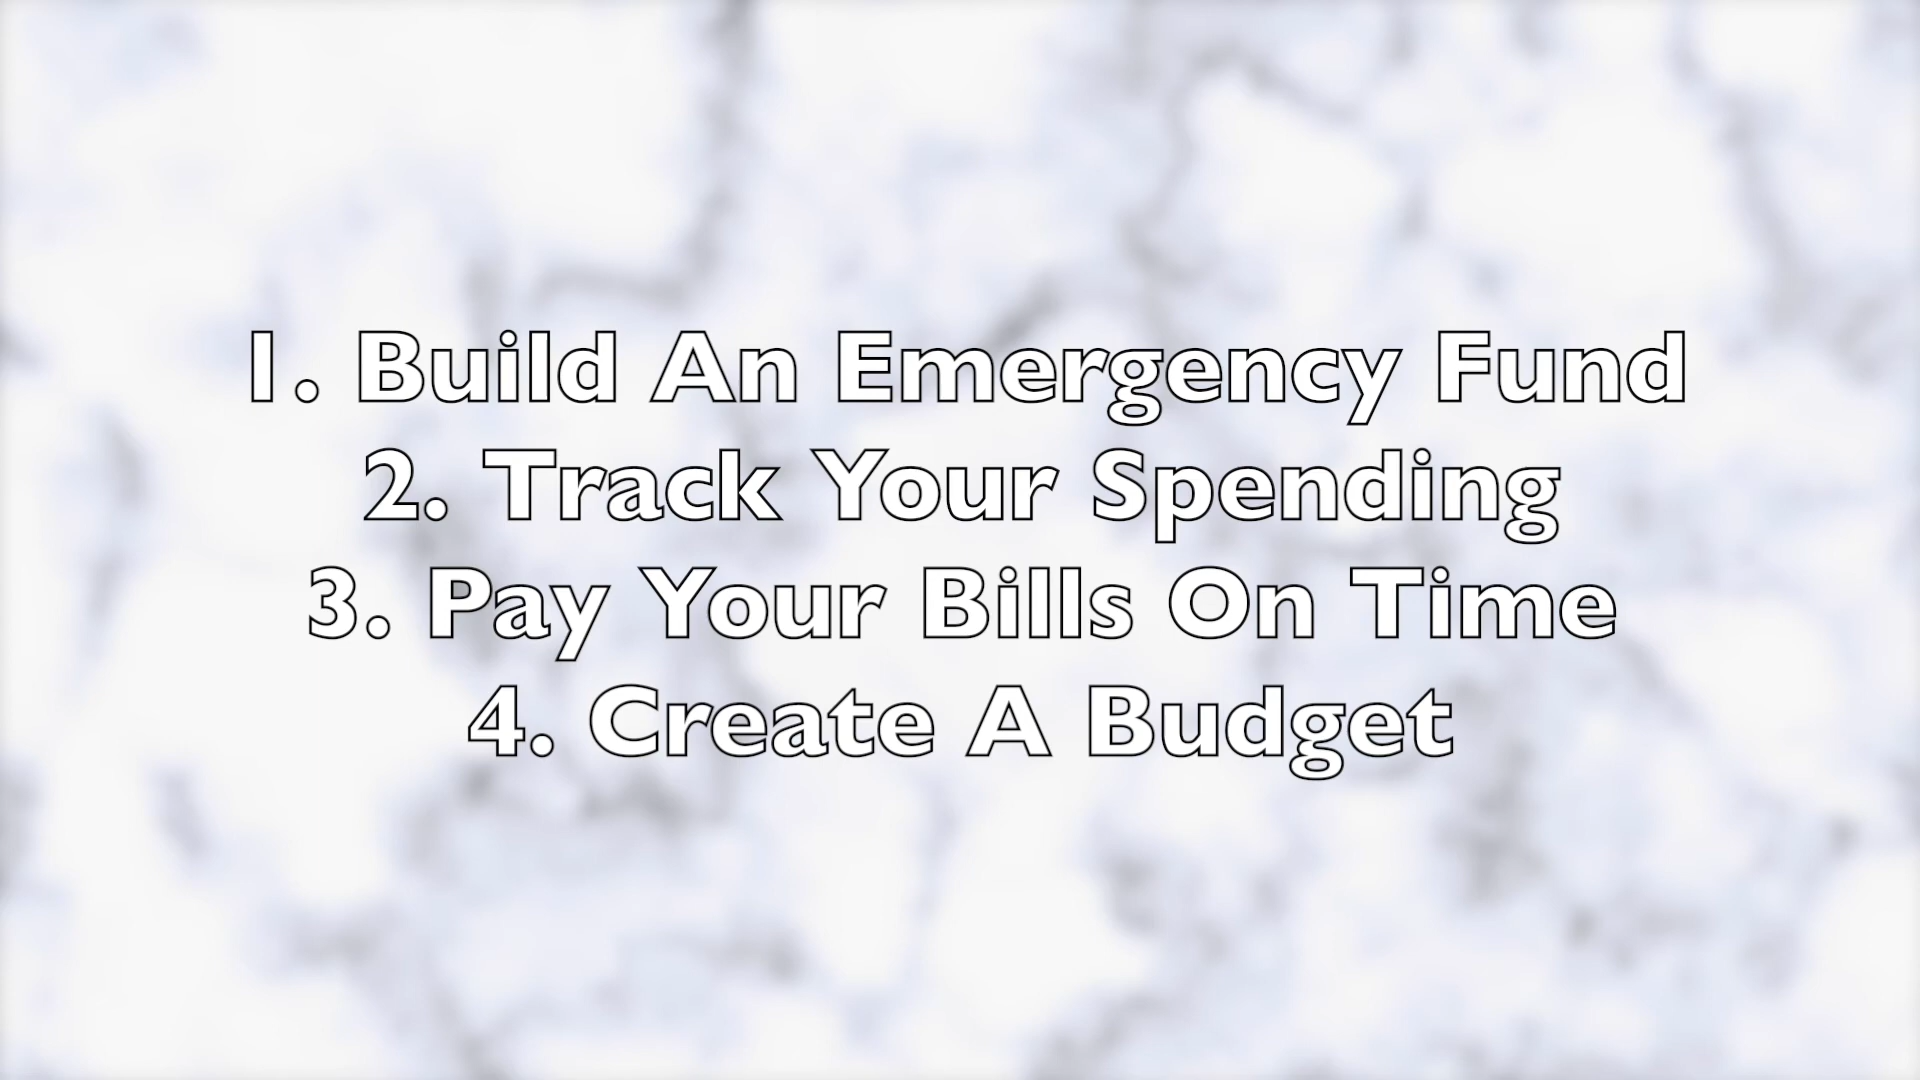 1. Build An Emergency Fund
2. Track Your Spending
3. Pay Your Bills On Time
4. Create A Budget